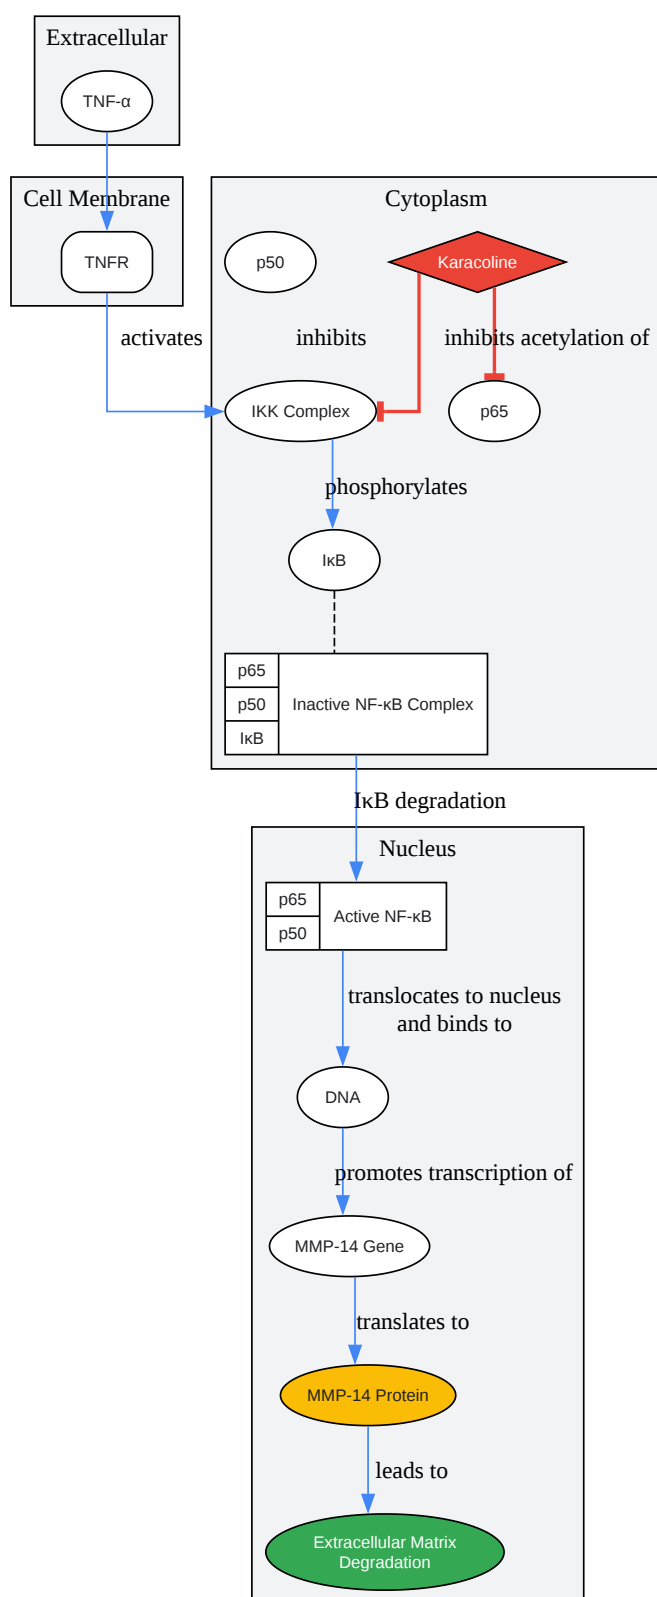 Extracellular
TNF-α
Cell Membrane
TNFR
Cytoplasm
p50
Karacoline
activates
inhibits
inhibits acetylation of
IKK Complex
p65
phosphorylates
IκB
p65
p50
IκB
Inactive NF-κB Complex
IκB degradation
Nucleus
p65
p50
Active NF-κB
translocates to nucleus
and binds to
DNA
promotes transcription of
MMP-14 Gene
translates to
MMP-14 Protein
leads to
Extracellular Matrix
Degradation